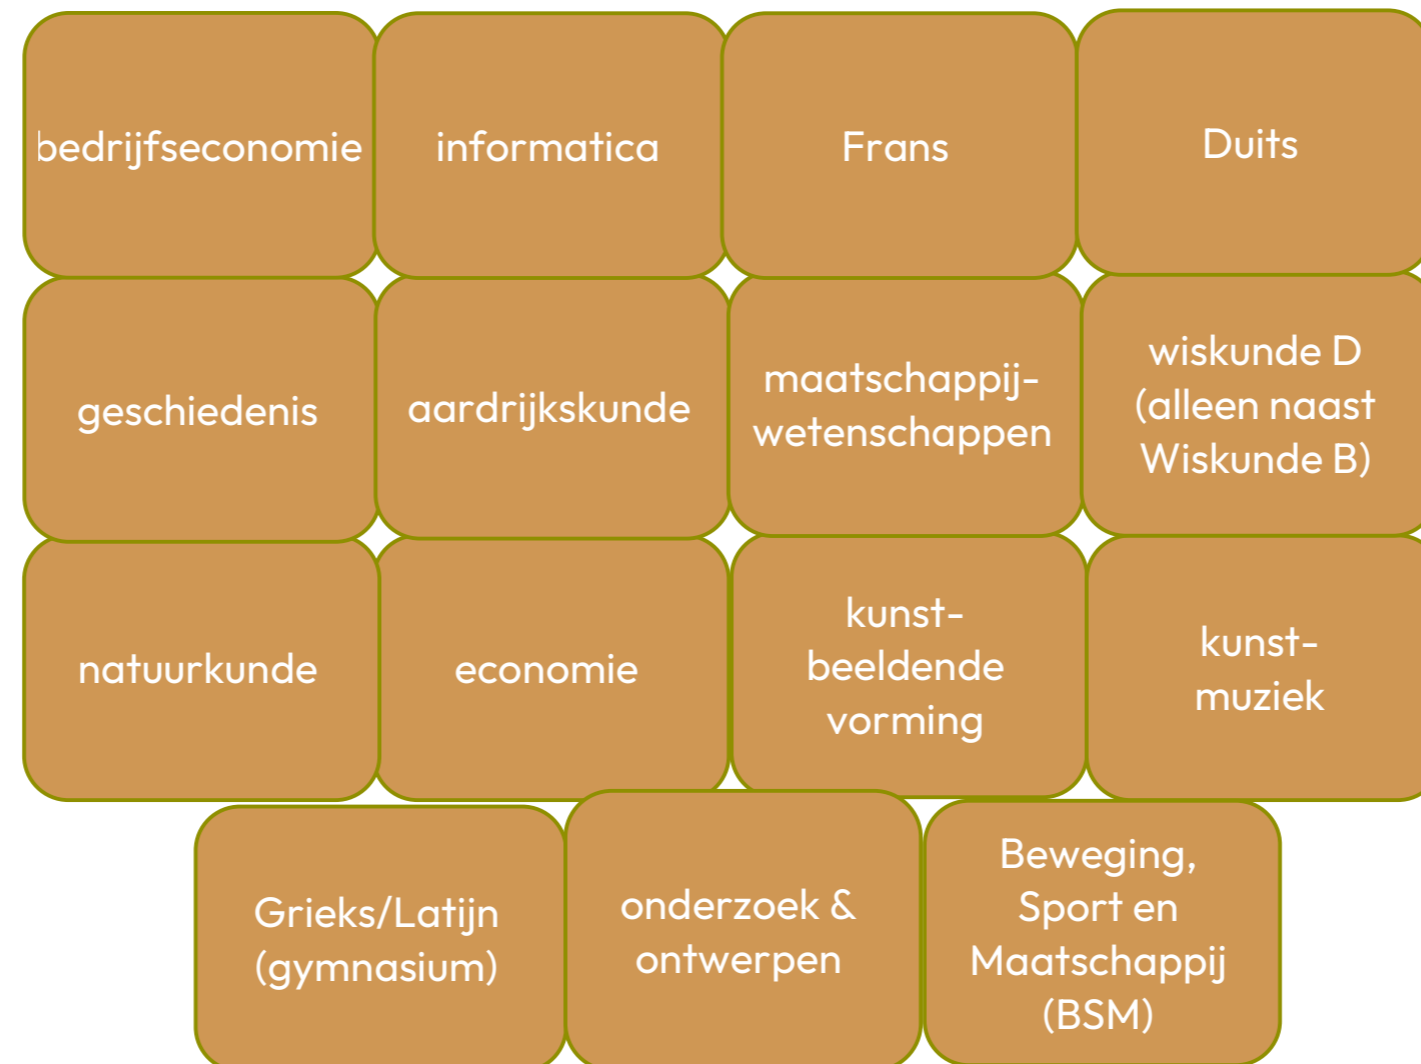 bedrijfseconomie
informatica
Frans
Duits
geschiedenis
aardrijkskunde
maatschappij-
wetenschappen
wiskunde D
(alleen naast
Wiskunde B)
natuurkunde
economie
kunst-
beeldende
vorming
kunst-
muziek
Grieks/Latijn
(gymnasium)
onderzoek &
ontwerpen
Beweging,
Sport en
Maatschappij
(BSM)